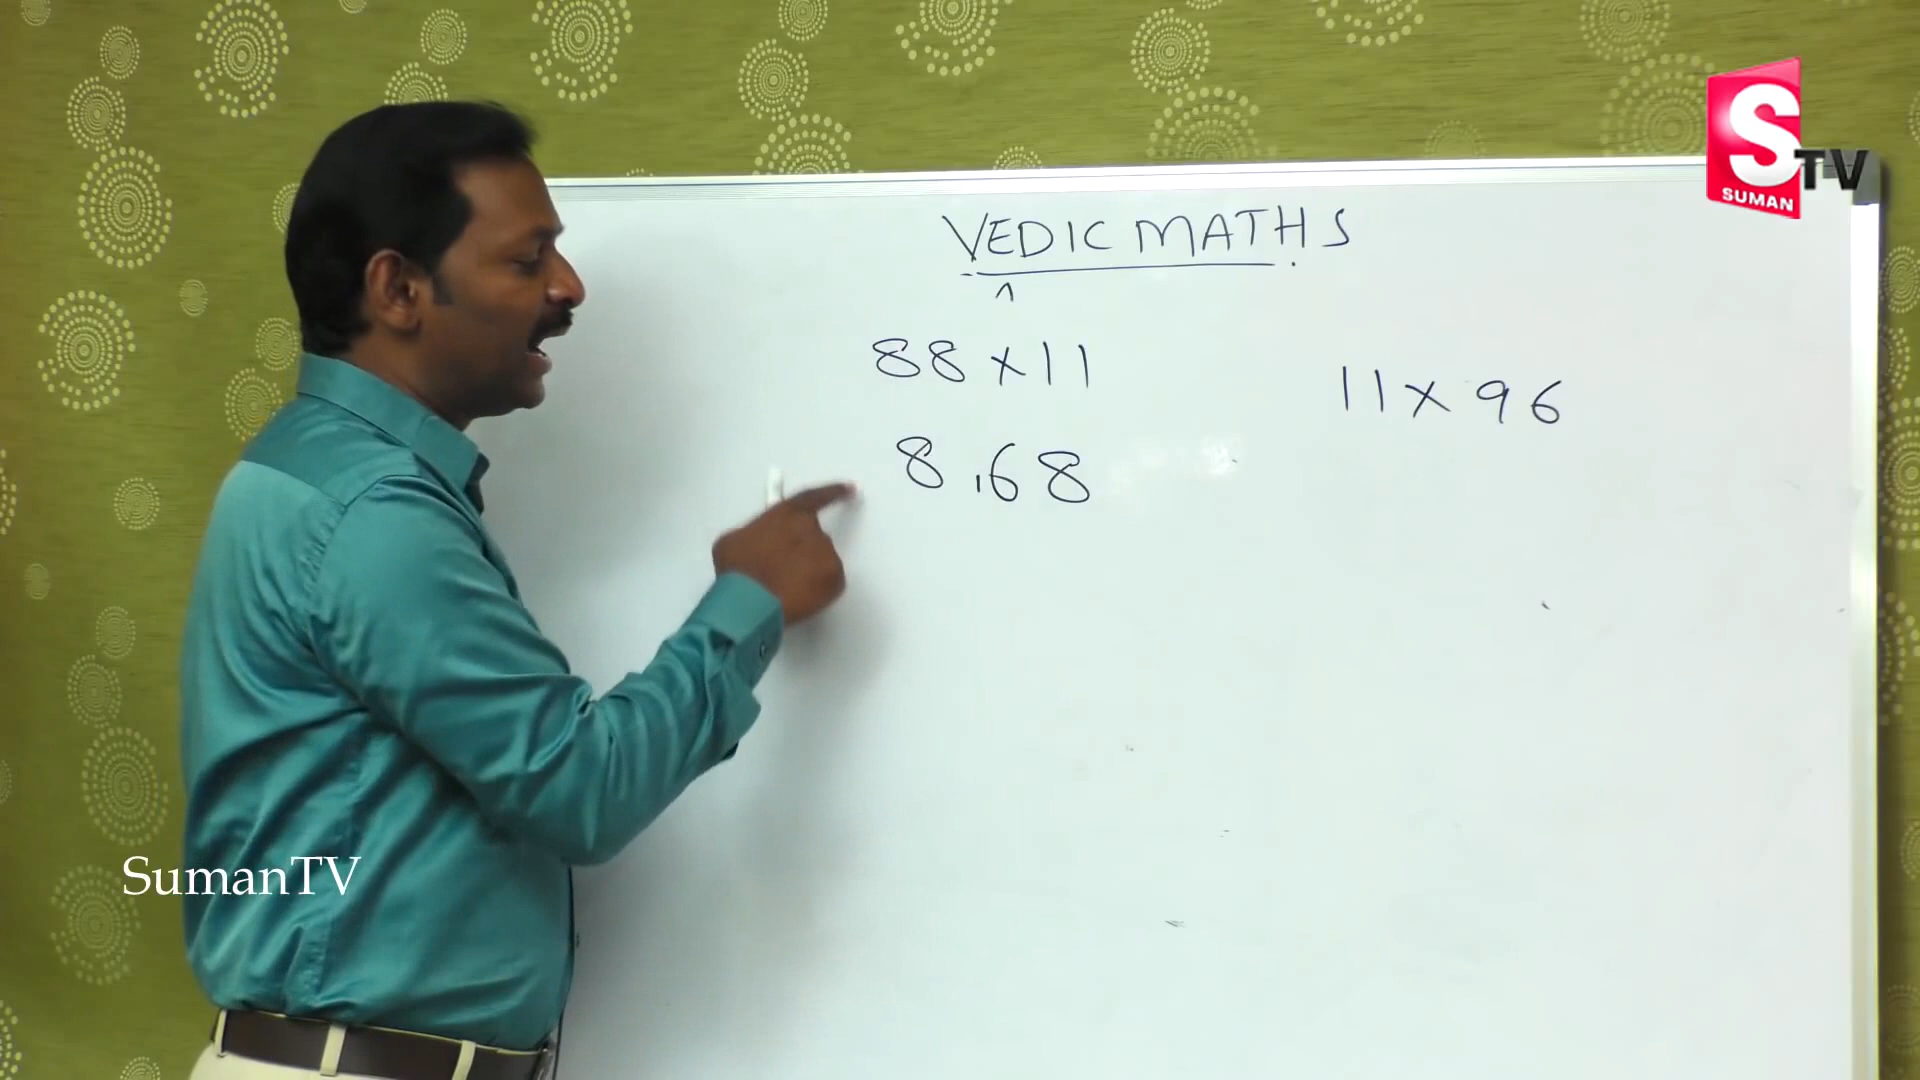 S
TV
SUMAN
VEDIC MATHS
^
88 x 11
11 x 96
8 ,68
SumanTV